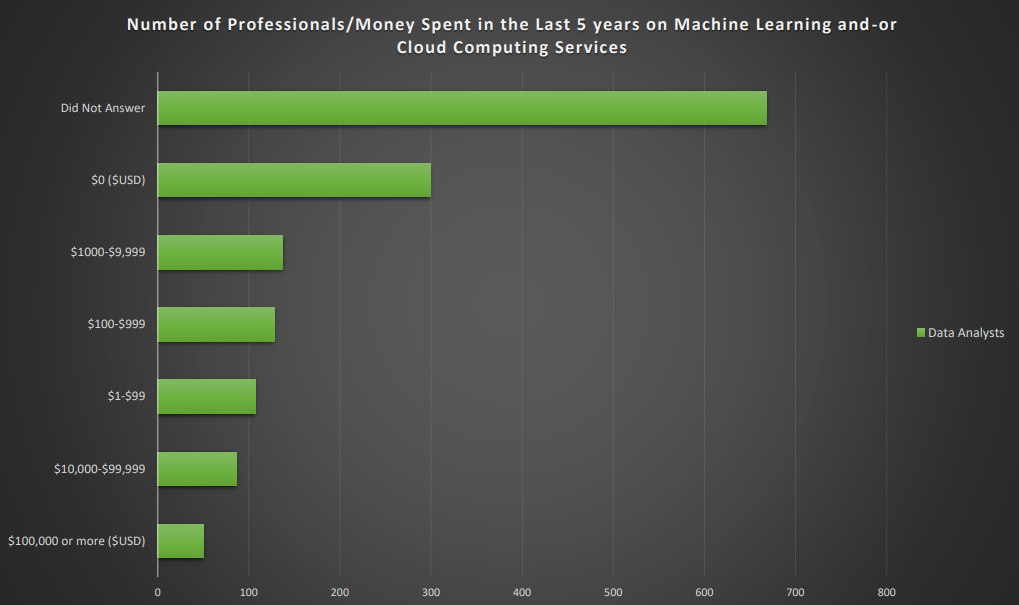 Number of Professionals/Money Spent in the Last 5 years on Machine Learning and-or
Cloud Computing Services
Did Not Answer
$0 ($USD)
$1000-$9,999
$100-$999
$1-$99
$10,000-$99,999
$100,000 or more ($USD)
0 100 200 300 400 500 600 700 800
Data Analysts